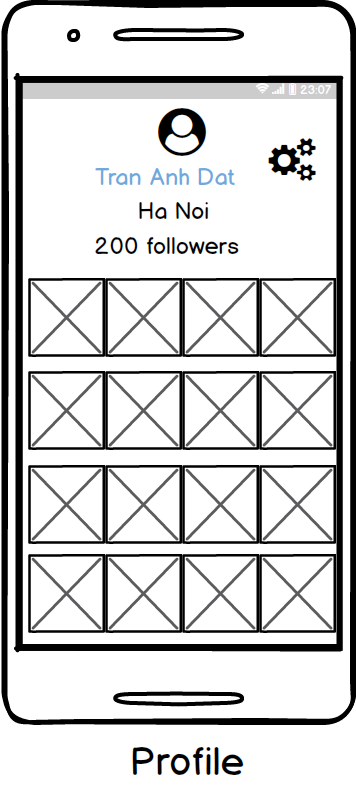 23:07
Tran Anh Dat
Ha Noi
200 followers
Profile